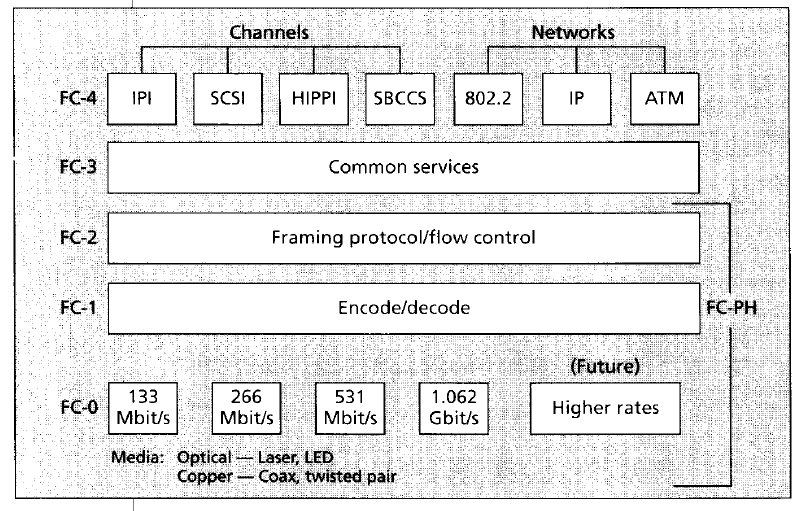 Channels Networks
FC-4 IPI SCSI HIPPI SBCCS 802.2 IP ATM
FC-3 Common services
FC-2 Framing protocol/flow control
FC-1 Encode/decode FC-PH
(Future)
FC-0 133 Mbit/s 266 Mbit/s 531 Mbit/s 1.062 Gbit/s Higher rates
Media: Optical — Laser, LED
Copper — Coax, twisted pair